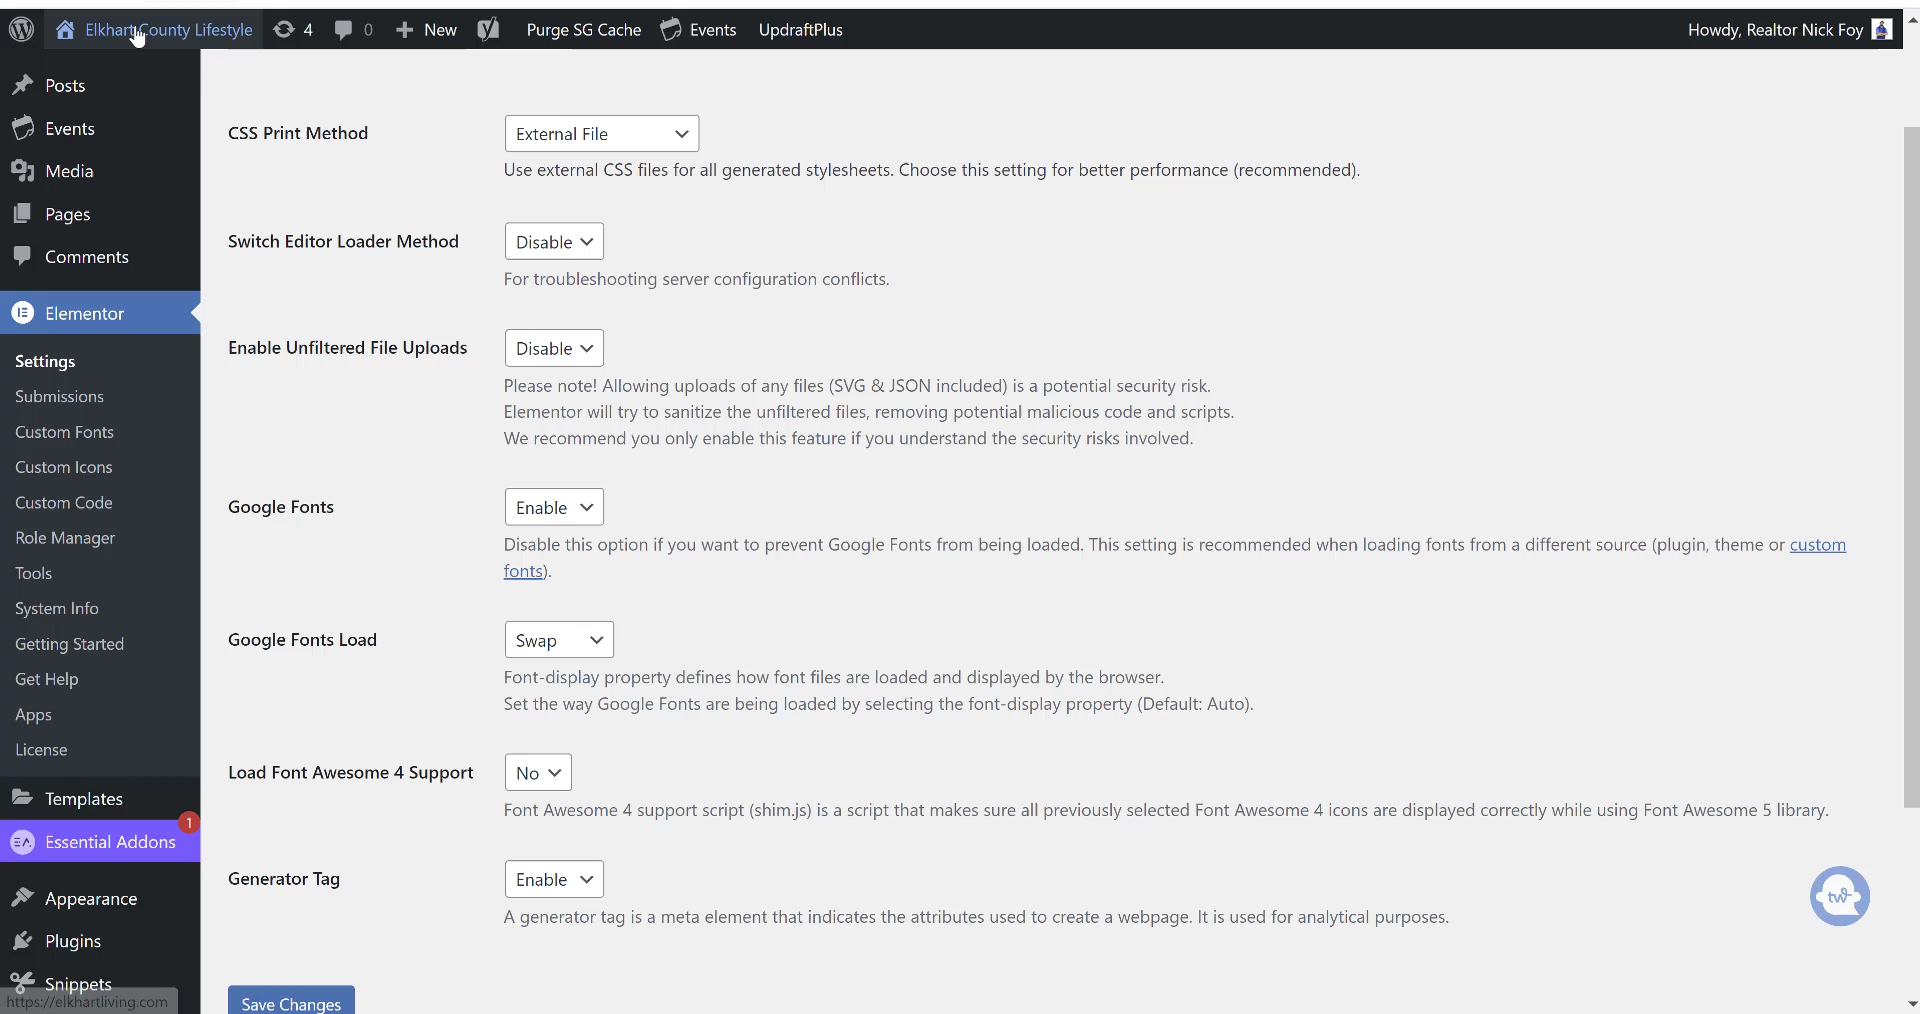 Elkhart County Lifestyle
4
0
New
Purge SG Cache
Events
UpdraftPlus
Howdy, Realtor Nick Foy
Posts
Events
Media
Pages
Comments
Elementor
Settings
Submissions
Custom Fonts
Custom Icons
Custom Code
Role Manager
Tools
System Info
Getting Started
Get Help
Apps
License
Templates
1
Essential Addons
Appearance
Plugins
Snippets
https://elkhartliving.com
CSS Print Method
External File
Use external CSS files for all generated stylesheets. Choose this setting for better performance (recommended).
Switch Editor Loader Method
Disable
For troubleshooting server configuration conflicts.
Enable Unfiltered File Uploads
Disable
Please note! Allowing uploads of any files (SVG & JSON included) is a potential security risk.
Elementor will try to sanitize the unfiltered files, removing potential malicious code and scripts.
We recommend you only enable this feature if you understand the security risks involved.
Google Fonts
Enable
Disable this option if you want to prevent Google Fonts from being loaded. This setting is recommended when loading fonts from a different source (plugin, theme or custom
fonts).
Google Fonts Load
Swap
Font-display property defines how font files are loaded and displayed by the browser.
Set the way Google Fonts are being loaded by selecting the font-display property (Default: Auto).
Load Font Awesome 4 Support
No
Font Awesome 4 support script (shim.js) is a script that makes sure all previously selected Font Awesome 4 icons are displayed correctly while using Font Awesome 5 library.
Generator Tag
Enable
A generator tag is a meta element that indicates the attributes used to create a webpage. It is used for analytical purposes.
Save Changes